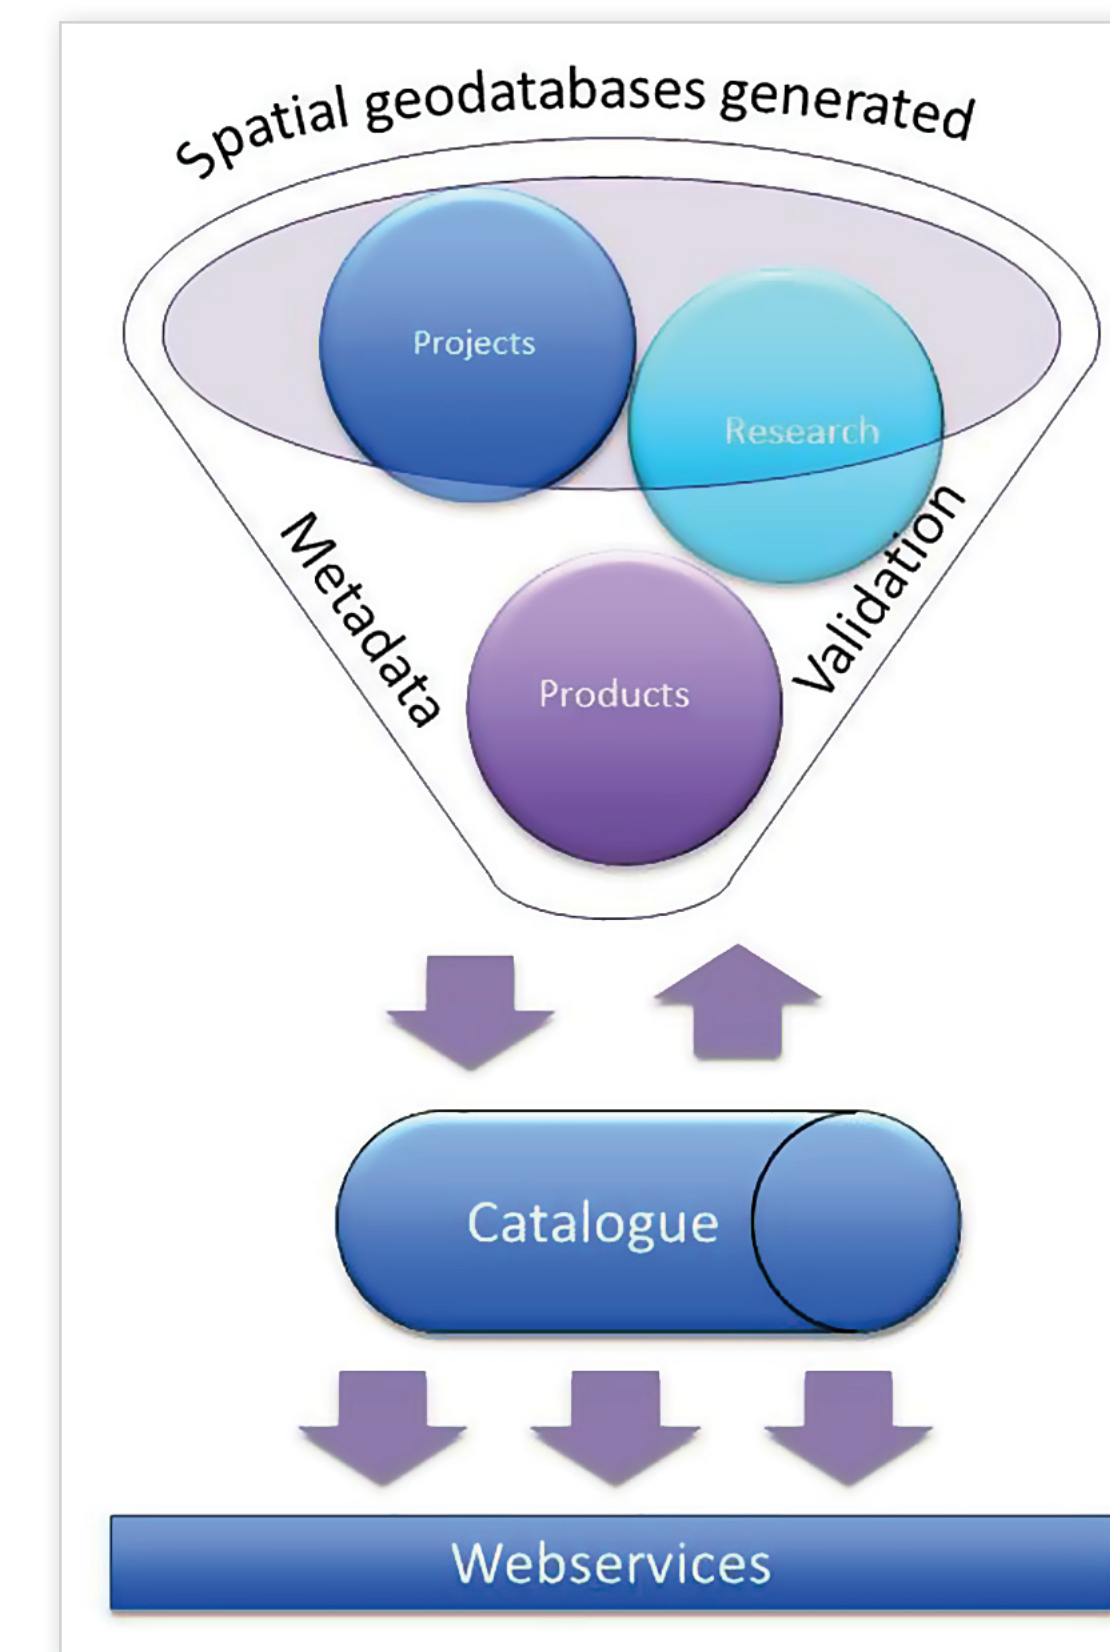 Spatial geodatabases generated
Projects
Research
Metadata
Validation
Products
Catalogue
Webservices